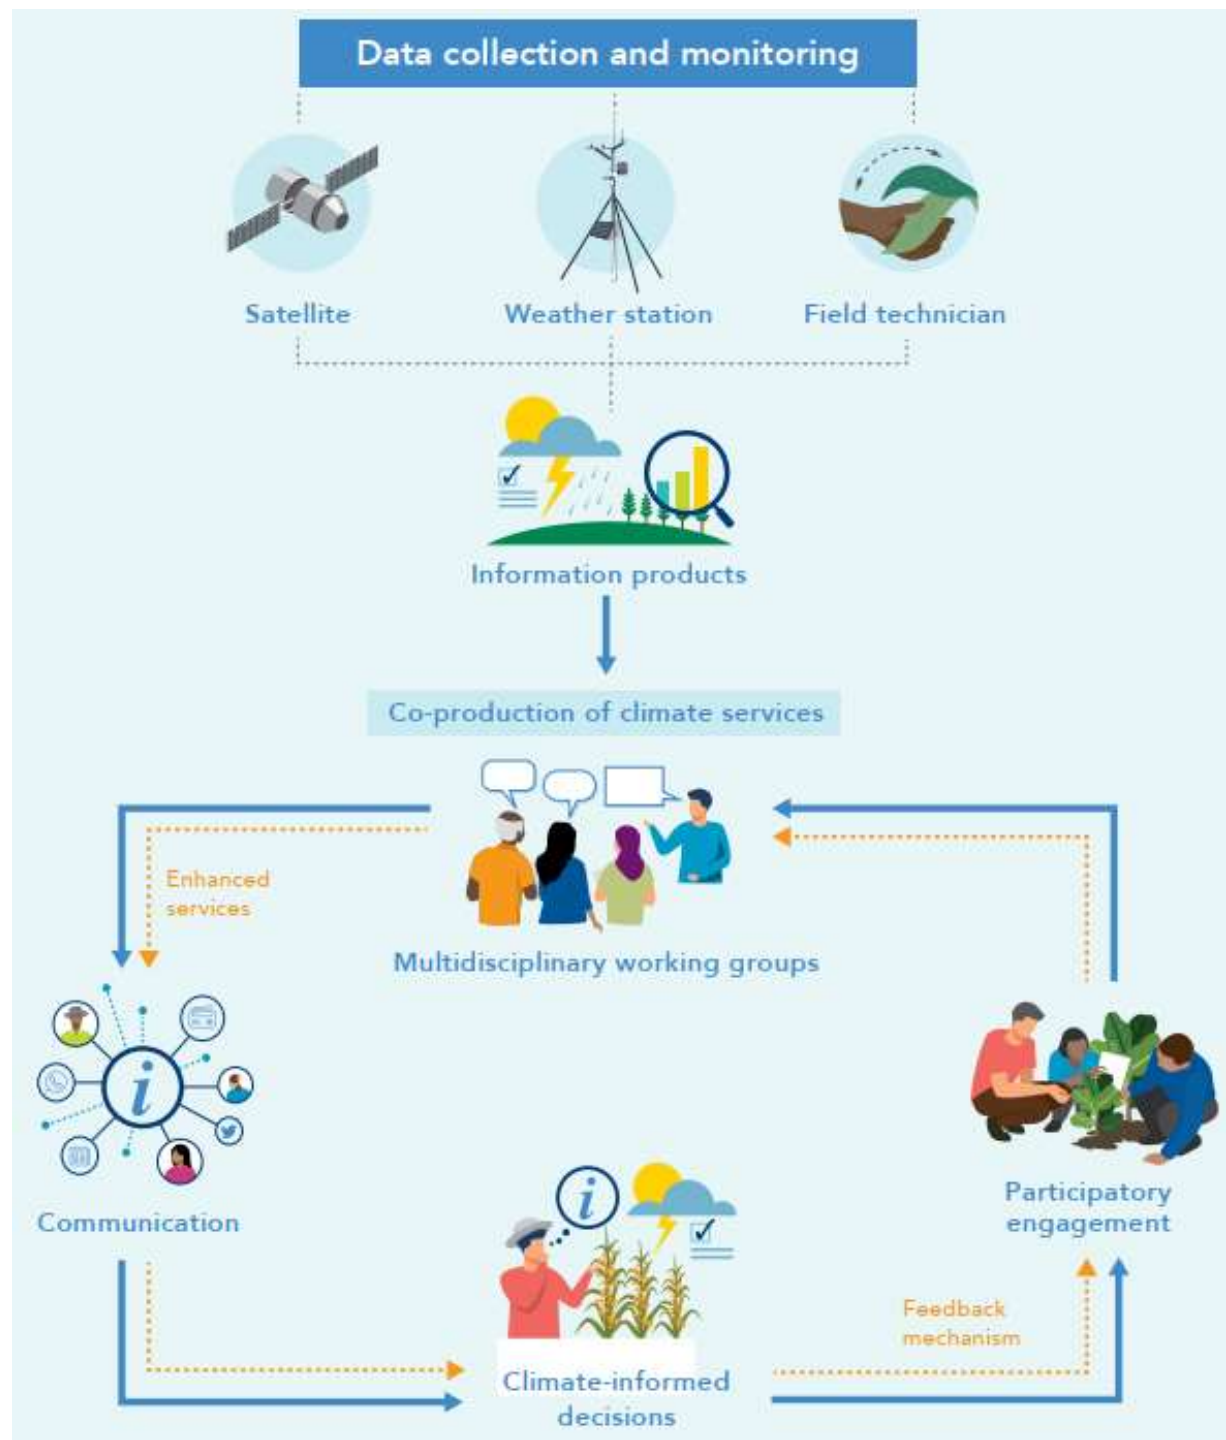 Data collection and monitoring
Satellite
Weather station
Field technician
Information products
Co-production of climate services
Enhanced
services
Multidisciplinary working groups
i
Communication
i
Participatory
engagement
Feedback
mechanism
Climate-informed
decisions